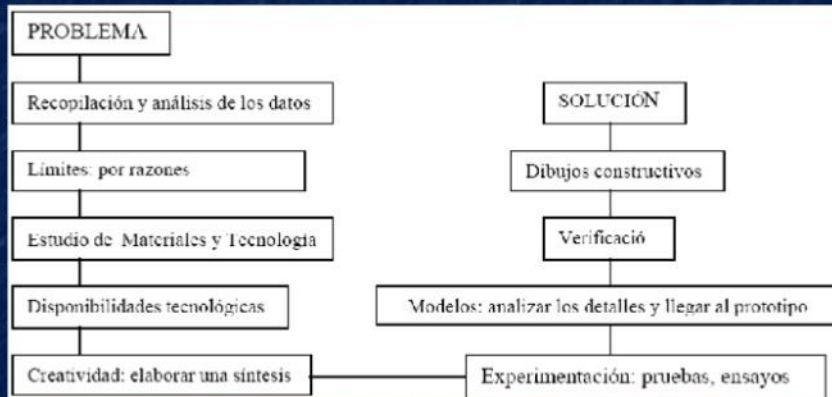 PROBLEMA
Recopilación y análisis de los datos
Límites: por razones
Estudio de Materiales y Tecnología
Disponibilidades tecnológicas
Creatividad: elaborar una síntesis
Experimentación: pruebas, ensayos
Modelos: analizar los detalles y llegar al prototipo
Verificació
Dibujos constructivos
SOLUCIÓN